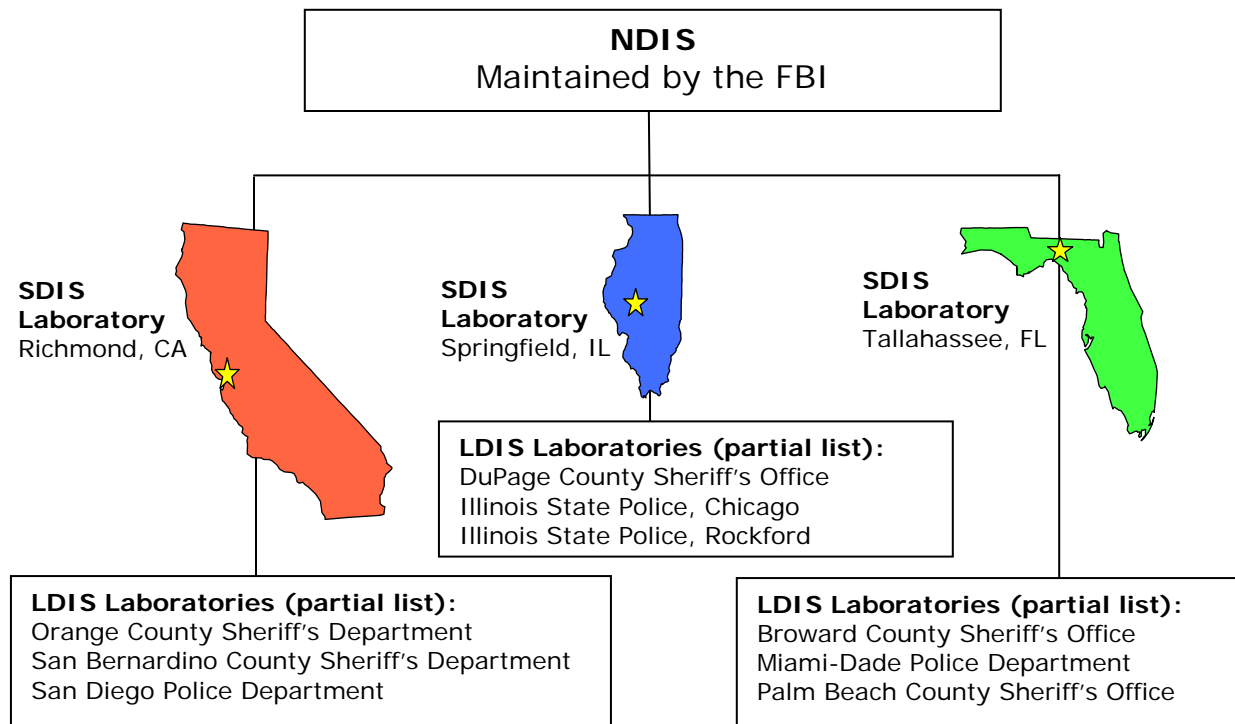 NDIS
Maintained by the FBI
SDIS
Laboratory
Richmond, CA
SDIS
Laboratory
Springfield, IL
SDIS
Laboratory
Tallahassee, FL
LDIS Laboratories (partial list):
DuPage County Sheriff's Office
Illinois State Police, Chicago
Illinois State Police, Rockford
LDIS Laboratories (partial list):
Orange County Sheriff's Department
San Bernardino County Sheriff's Department
San Diego Police Department
LDIS Laboratories (partial list):
Broward County Sheriff's Office
Miami-Dade Police Department
Palm Beach County Sheriff's Office